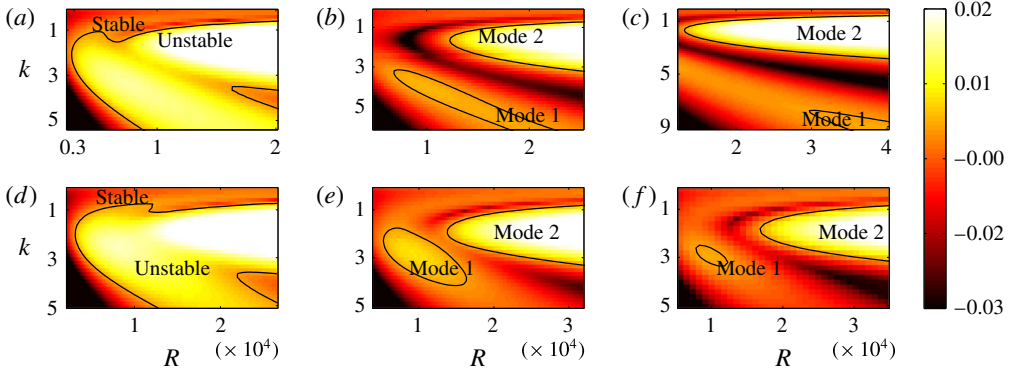 (a) Stable Unstable
k
1
3
5
0.3 1 2
(b) Mode 2 Mode 1
1
3
5
1 2
(c) Mode 2 Mode 1
1
5
9
2 3 4
(d) Stable Unstable
k
1
3
5
1 2
R (× 10⁴)
(e) Mode 2 Mode 1
1
3
5
1 2 3
R (× 10⁴)
(f) Mode 2 Mode 1
1
3
5
1 2 3
R (× 10⁴)
0.02
0.01
−0.00
−0.02
−0.03